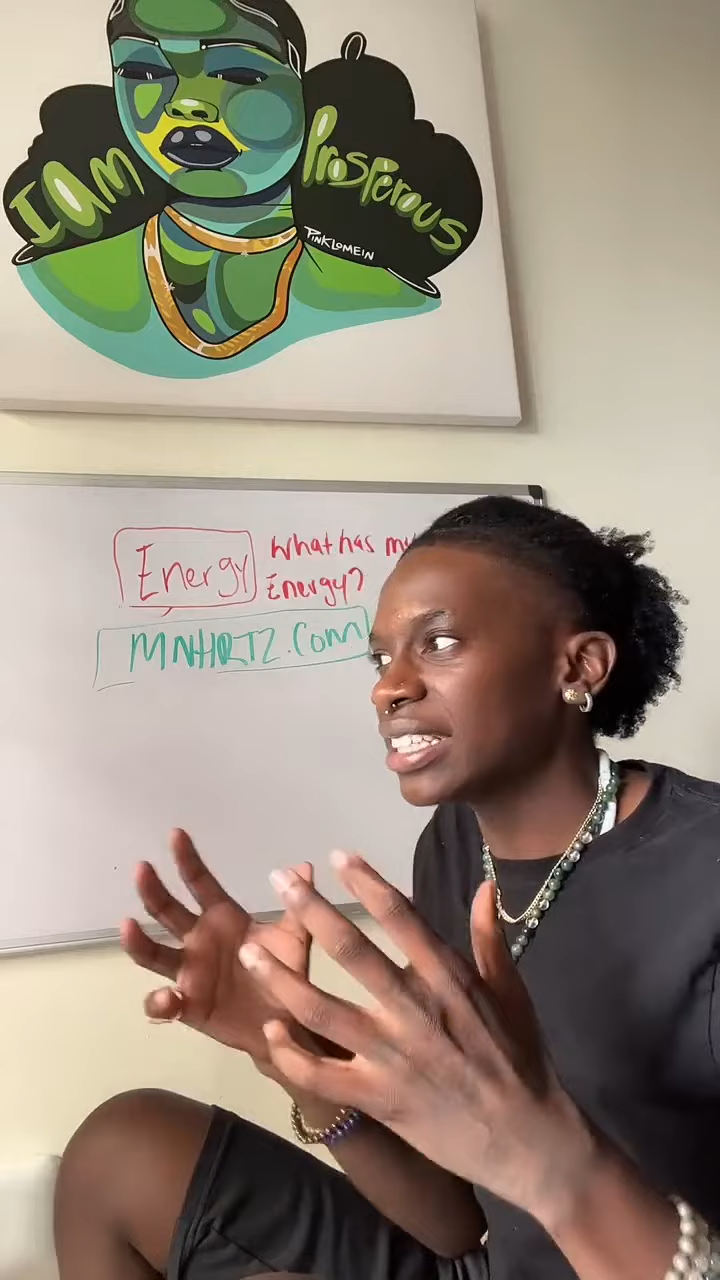 I Am
Prosperous
PiNKLOMEiN
Energy
What has
Energy?
MNHRTZ.COM